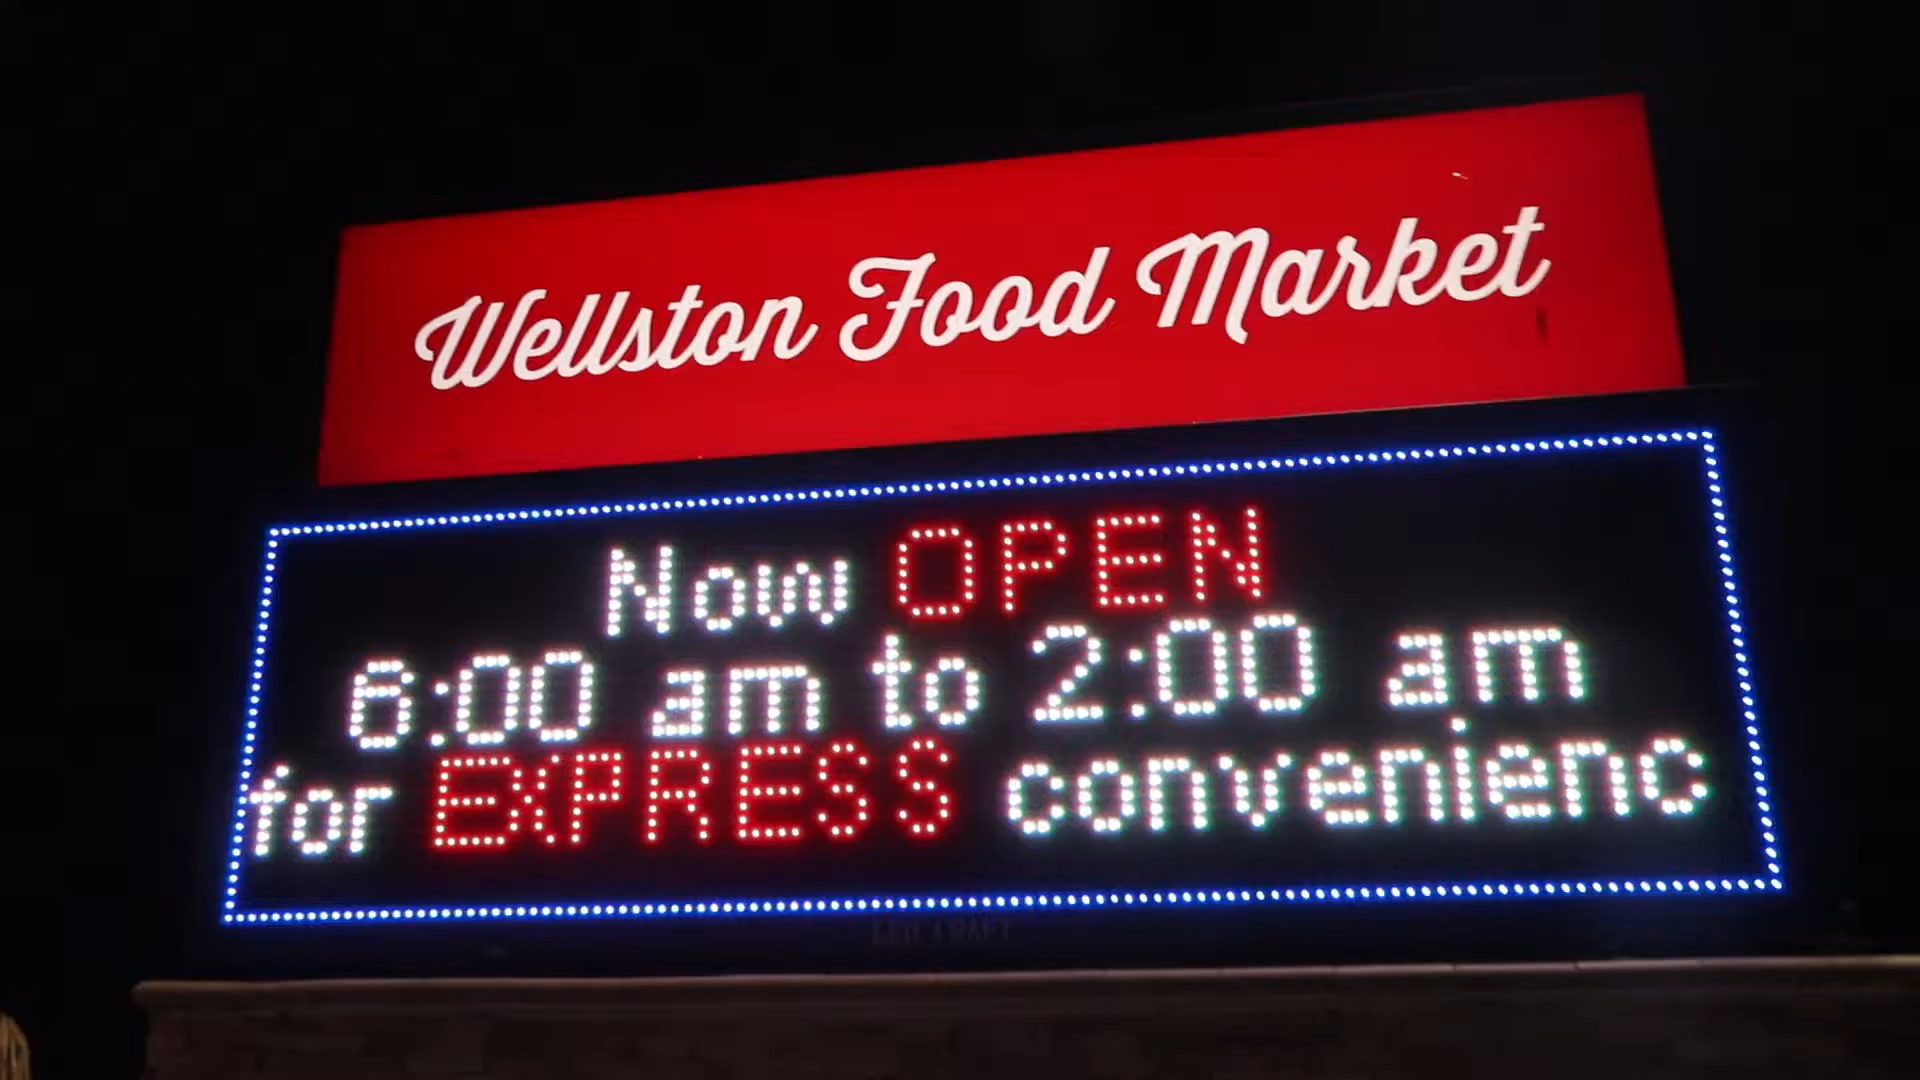 Wellston Food Market
Now OPEN
6:00 am to 2:00 am
for EXPRESS convenienc